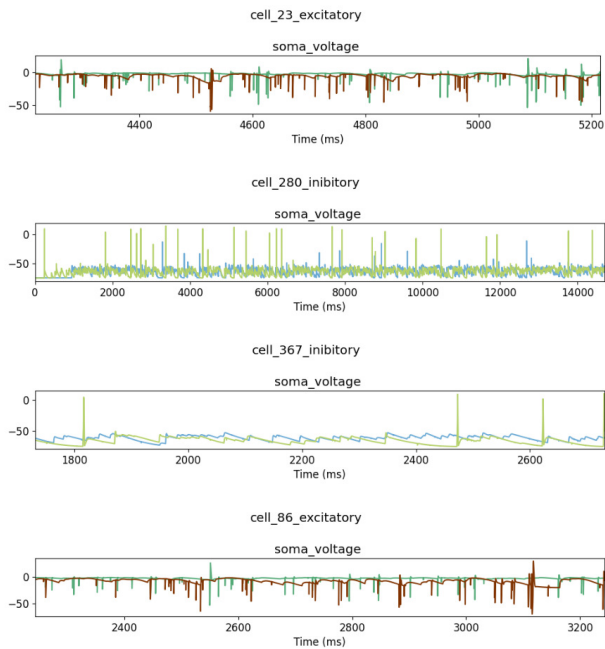 cell_23_excitatory
soma_voltage
0
−50
4400 4600 4800 5000 5200
Time (ms)
cell_280_inibitory
soma_voltage
0
−50
0 2000 4000 6000 8000 10000 12000 14000
Time (ms)
cell_367_inibitory
soma_voltage
0
−50
1800 2000 2200 2400 2600
Time (ms)
cell_86_excitatory
soma_voltage
0
−50
2400 2600 2800 3000 3200
Time (ms)